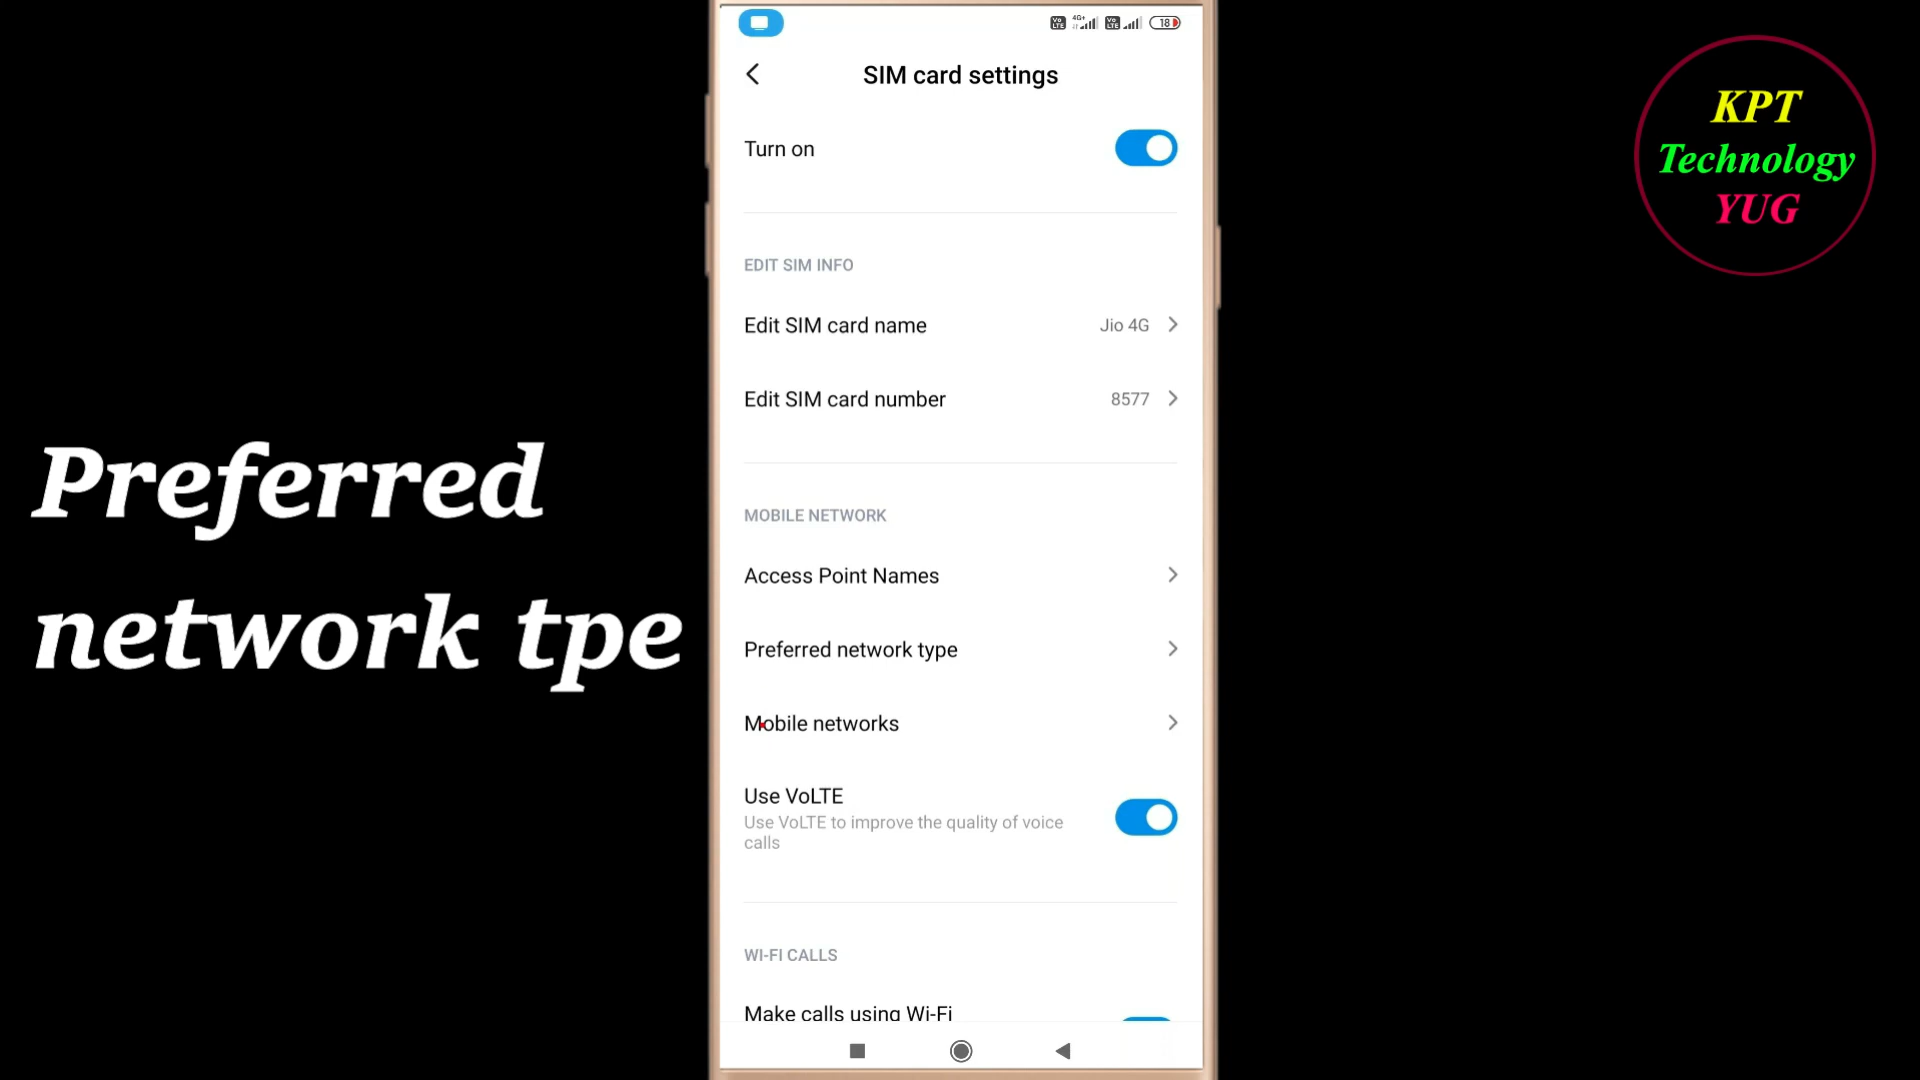 18
SIM card settings
Turn on
EDIT SIM INFO
Edit SIM card name
Jio 4G
Edit SIM card number
8577
MOBILE NETWORK
Access Point Names
Preferred network type
Mobile networks
Use VoLTE
Use VoLTE to improve the quality of voice
calls
WI-FI CALLS
Make calls using Wi-Fi
Preferred
network tpe
KPT
Technology
YUG